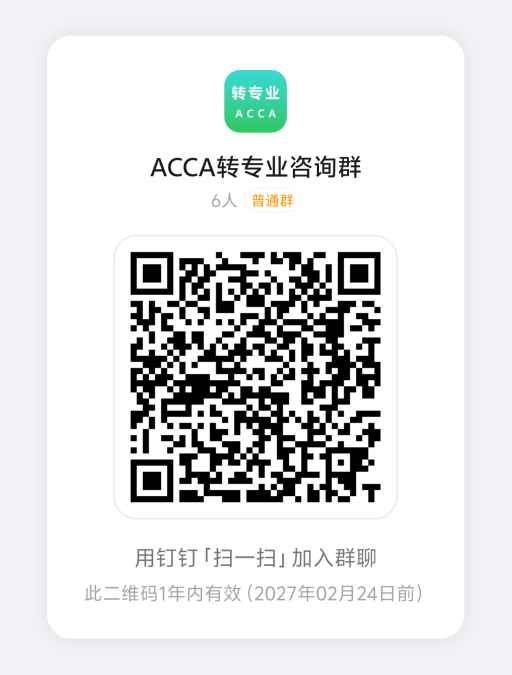 转专业
ACCA
ACCA转专业咨询群
6人 普通群
用钉钉「扫一扫」加入群聊
此二维码1年内有效（2027年02月24日前）